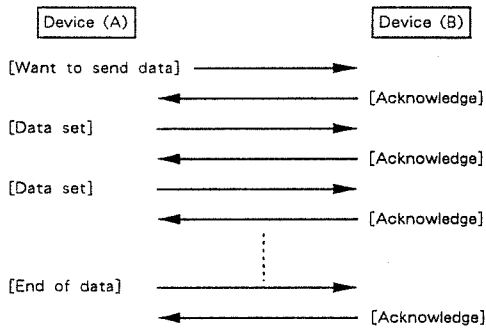 Device (A) Device (B)
[Want to send data]
[Acknowledge]
[Data set]
[Acknowledge]
[Data set]
[Acknowledge]
[End of data]
[Acknowledge]